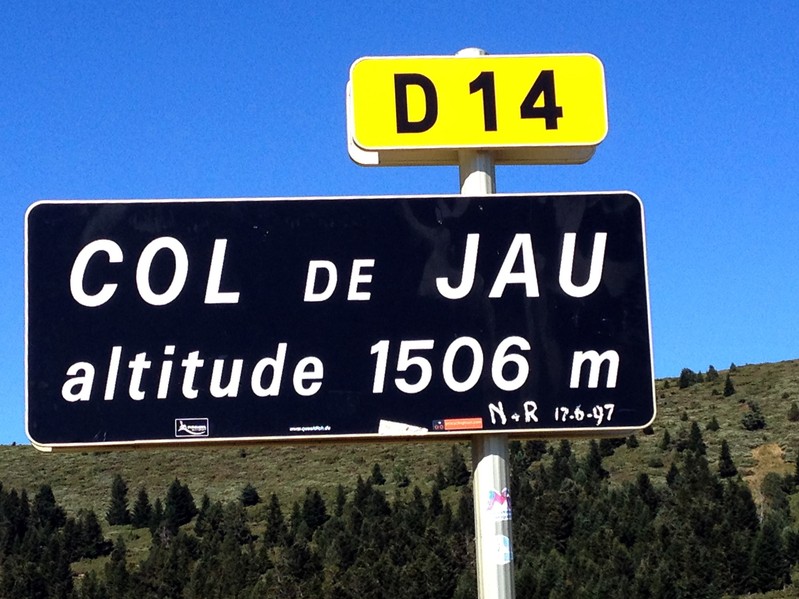 D 14
COL DE JAU
altitude 1506 m
N + R 17-6-97